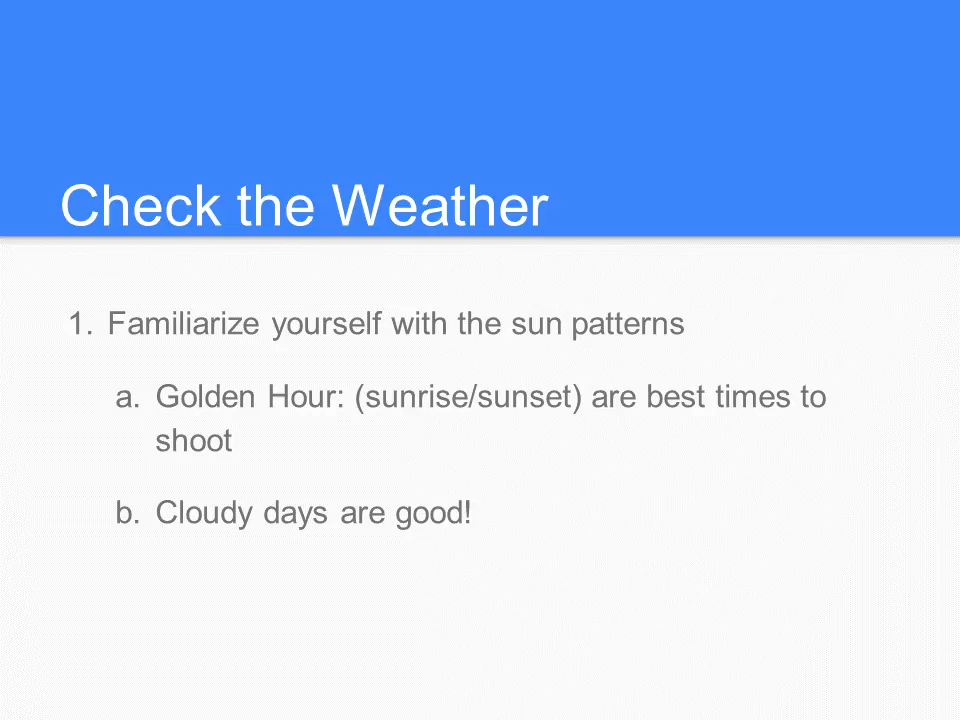 Check the Weather
1. Familiarize yourself with the sun patterns
a. Golden Hour: (sunrise/sunset) are best times to
shoot
b. Cloudy days are good!